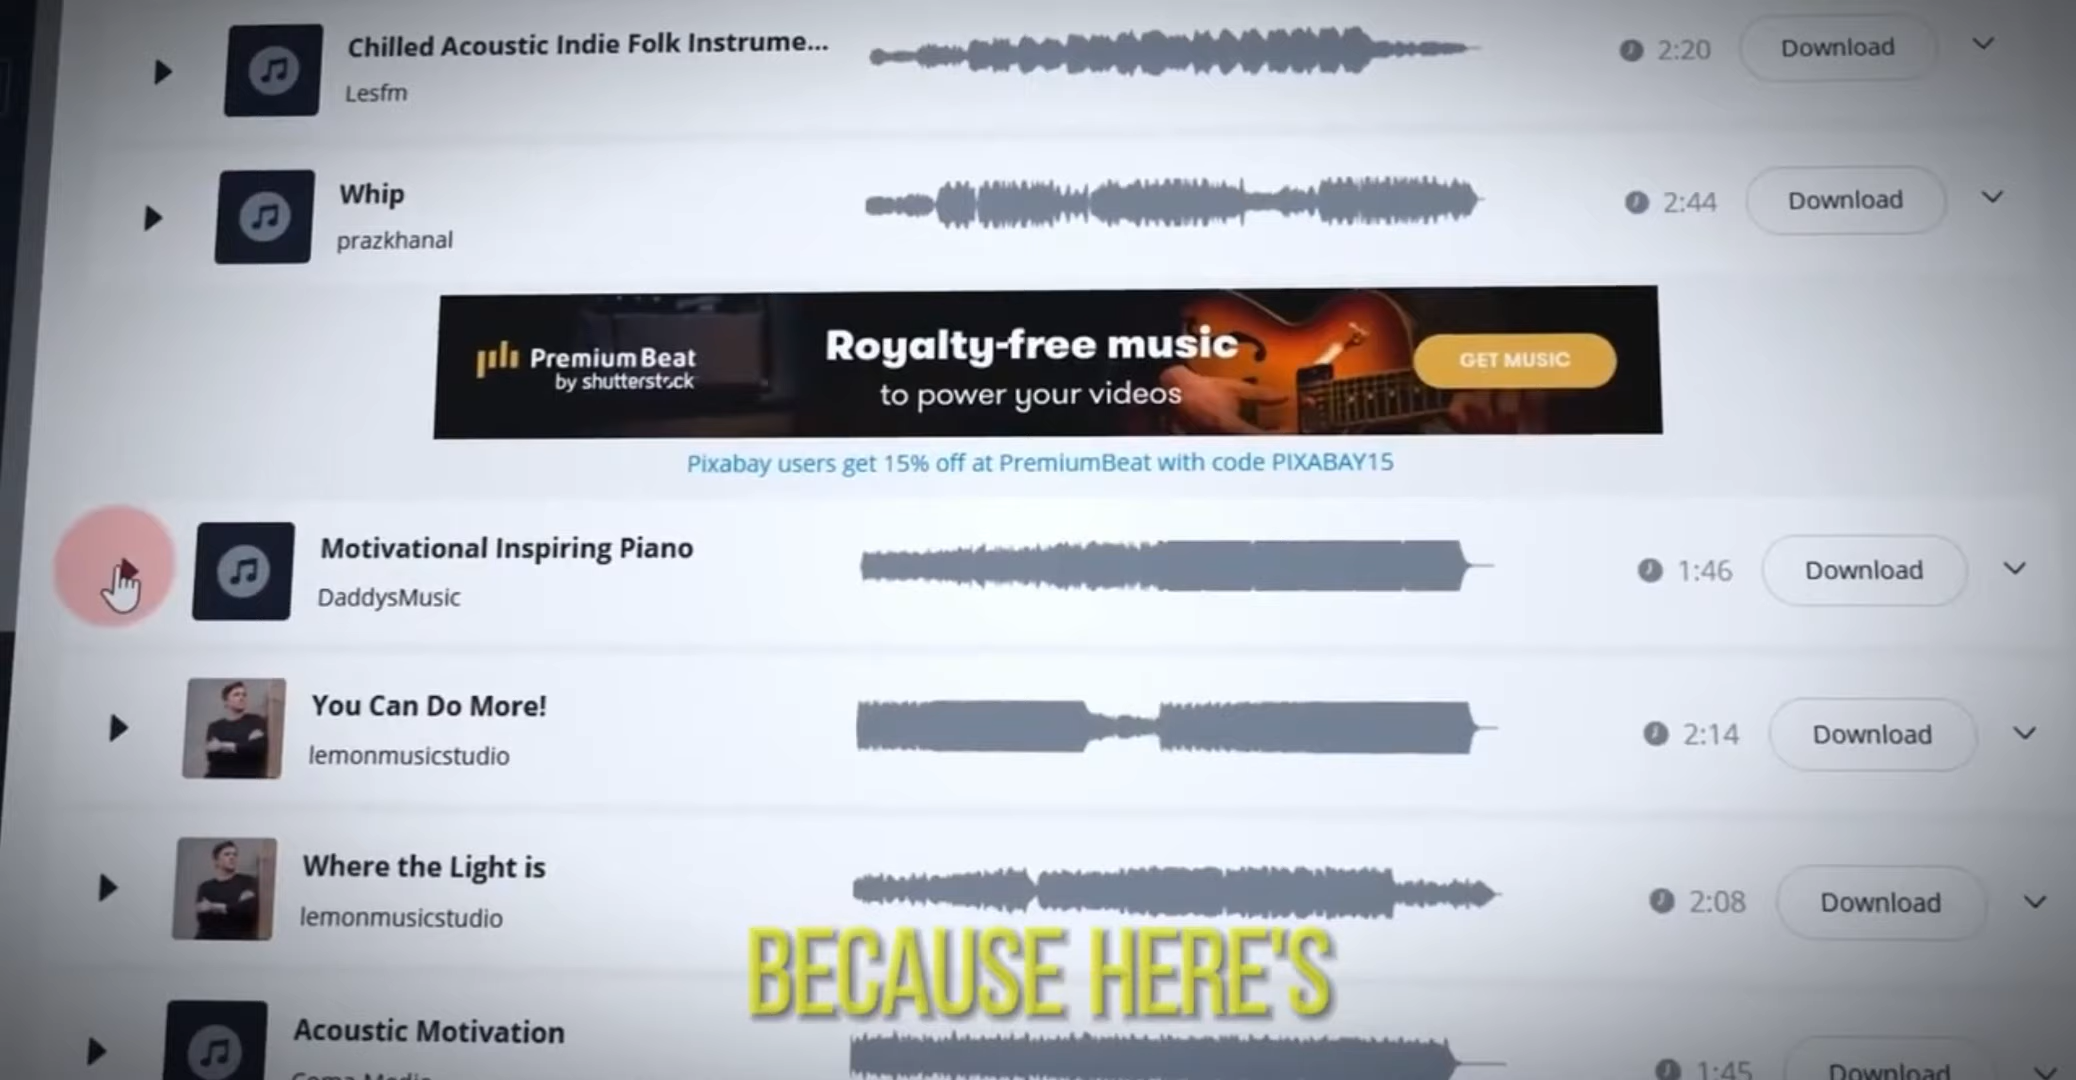 Chilled Acoustic Indie Folk Instrume...
Lesfm
2:20
Download
Whip
prazkhanal
2:44
Download
PremiumBeat
by shutterstock
Royalty-free music
to power your videos
GET MUSIC
Pixabay users get 15% off at PremiumBeat with code PIXABAY15
Motivational Inspiring Piano
DaddysMusic
1:46
Download
You Can Do More!
lemonmusicstudio
2:14
Download
Where the Light is
lemonmusicstudio
2:08
Download
BECAUSE HERE'S
Acoustic Motivation
1:45
Download